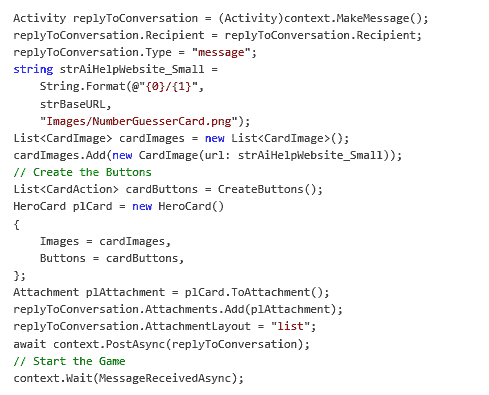 Activity replyToConversation = (Activity)context.MakeMessage();
replyToConversation.Recipient = replyToConversation.Recipient;
replyToConversation.Type = "message";
string strAiHelpWebsite_Small =
    String.Format(@"{0}/{1}",
    strBaseURL,
    "Images/NumberGuesserCard.png");
List<CardImage> cardImages = new List<CardImage>();
cardImages.Add(new CardImage(url: strAiHelpWebsite_Small));
// Create the Buttons
List<CardAction> cardButtons = CreateButtons();
HeroCard plCard = new HeroCard()
{
    Images = cardImages,
    Buttons = cardButtons,
};
Attachment plAttachment = plCard.ToAttachment();
replyToConversation.Attachments.Add(plAttachment);
replyToConversation.AttachmentLayout = "list";
await context.PostAsync(replyToConversation);
// Start the Game
context.Wait(MessageReceivedAsync);